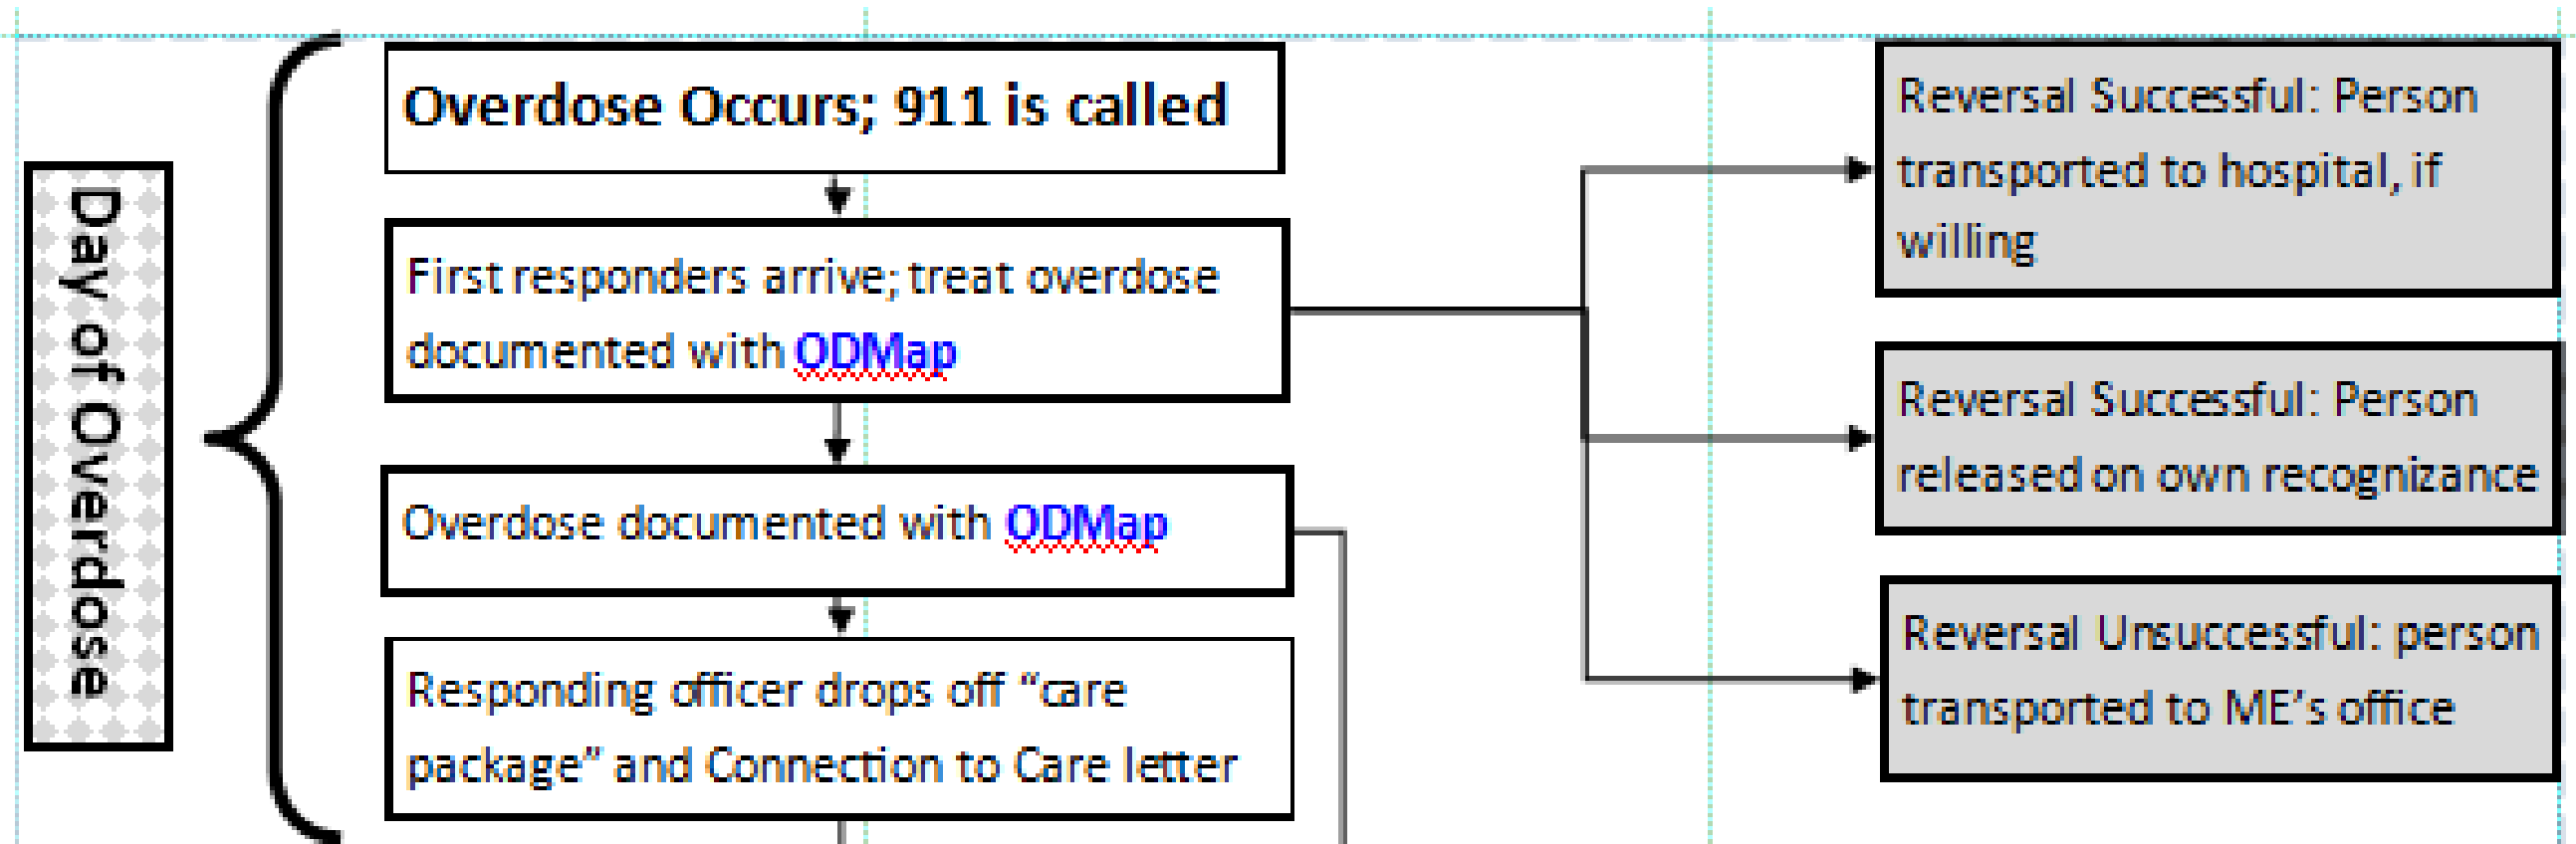 Day of Overdose
Overdose Occurs; 911 is called
First responders arrive; treat overdose
documented with ODMap
Overdose documented with ODMap
Responding officer drops off “care
package” and Connection to Care letter
Reversal Successful: Person
transported to hospital, if
willing
Reversal Successful: Person
released on own recognizance
Reversal Unsuccessful: person
transported to ME’s office